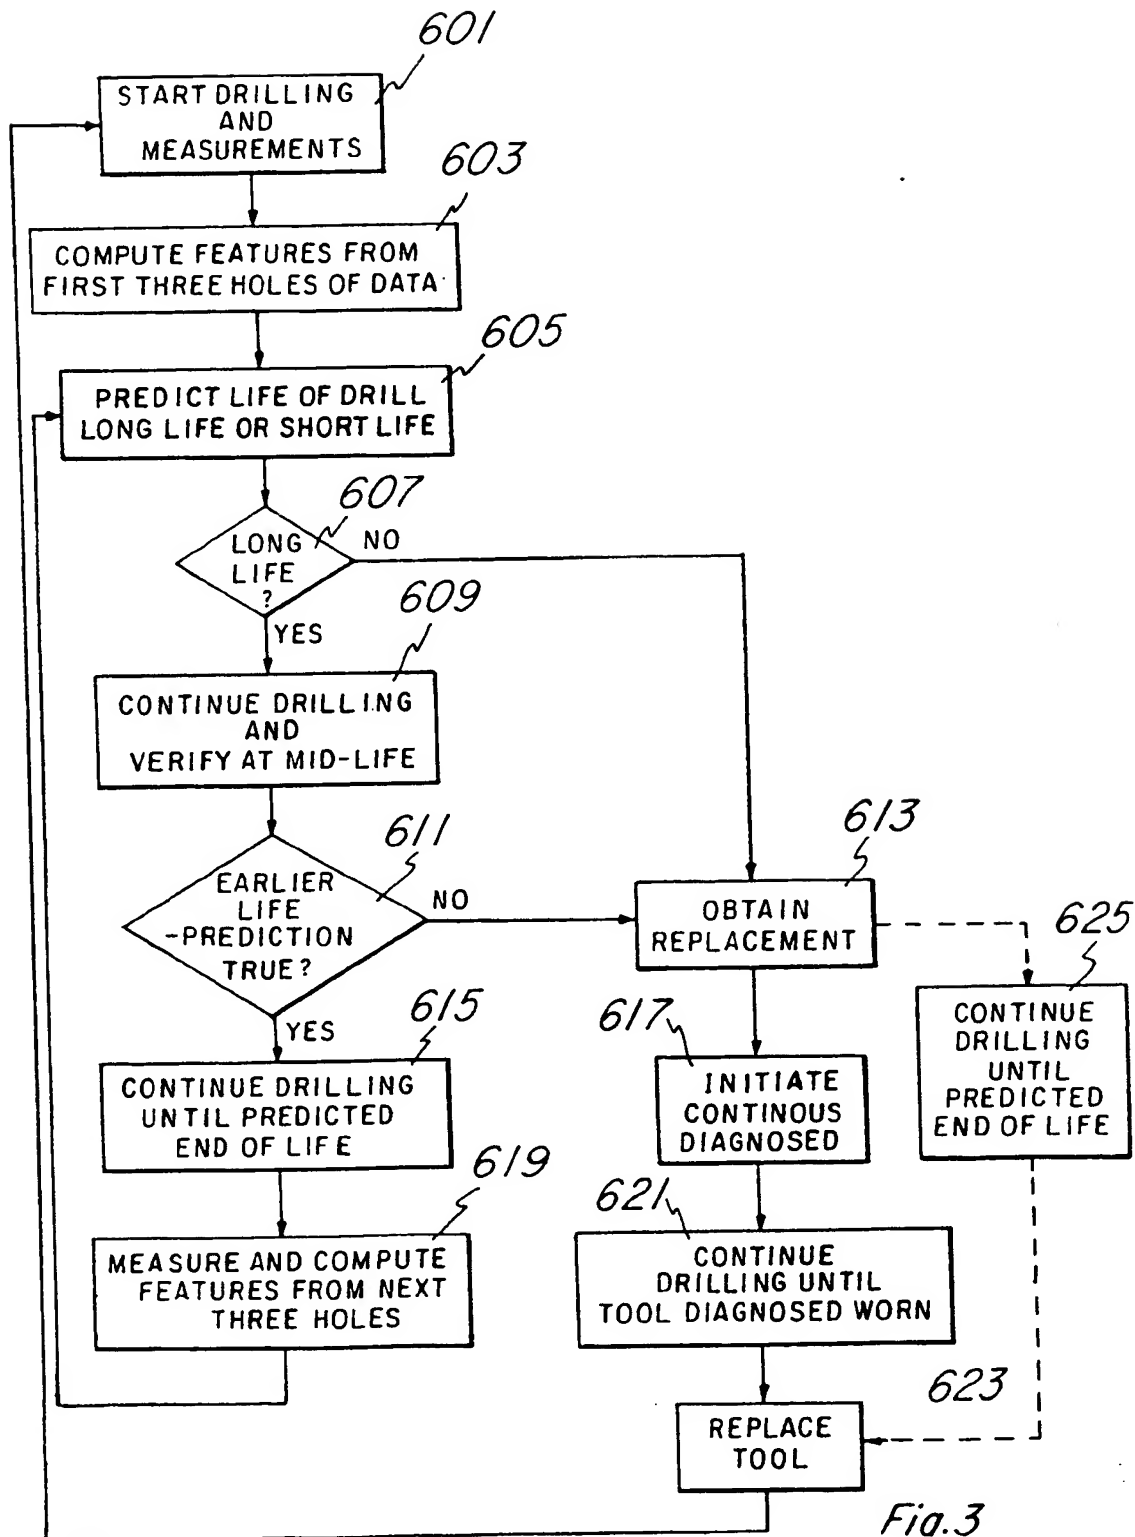 601
START DRILLING
AND
MEASUREMENTS
603
COMPUTE FEATURES FROM
FIRST THREE HOLES OF DATA
605
PREDICT LIFE OF DRILL
LONG LIFE OR SHORT LIFE
607
LONG
LIFE
?
NO
YES
609
CONTINUE DRILLING
AND
VERIFY AT MID-LIFE
611
EARLIER
LIFE
-PREDICTION
TRUE?
NO
YES
613
OBTAIN
REPLACEMENT
625
CONTINUE
DRILLING
UNTIL
PREDICTED
END OF LIFE
615
CONTINUE DRILLING
UNTIL PREDICTED
END OF LIFE
617
INITIATE
CONTINOUS
DIAGNOSED
619
MEASURE AND COMPUTE
FEATURES FROM NEXT
THREE HOLES
621
CONTINUE
DRILLING UNTIL
TOOL DIAGNOSED WORN
623
REPLACE
TOOL
Fig.3